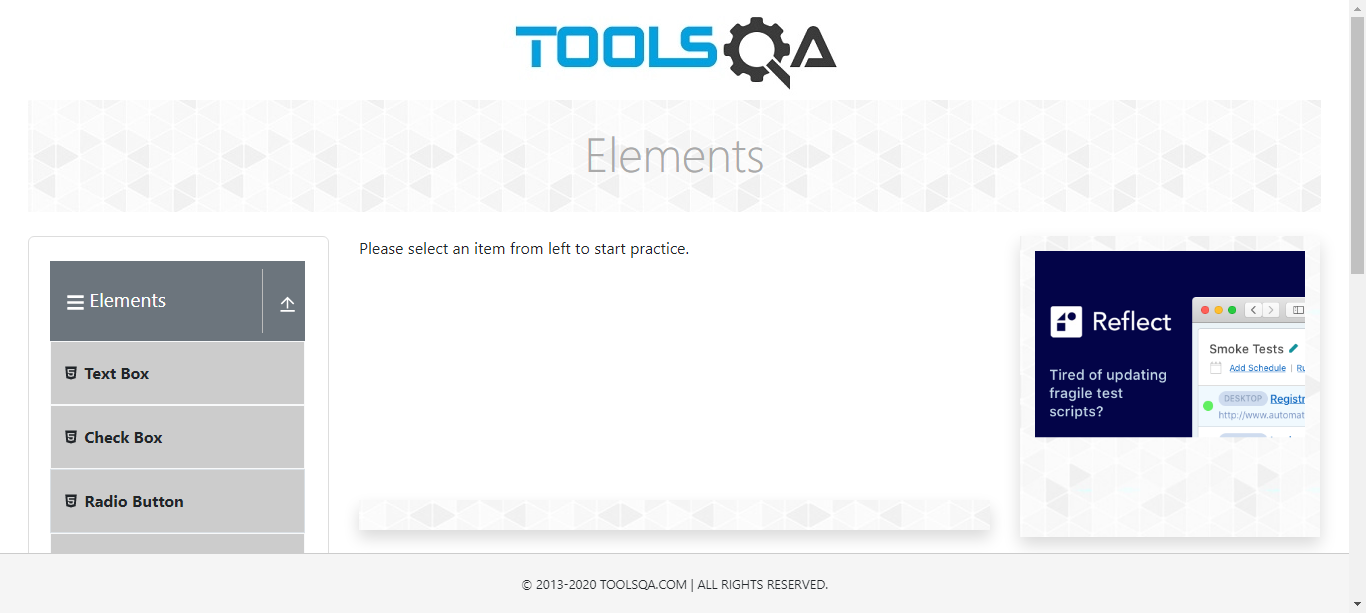 TOOLSQA
Elements
Elements
Text Box
Check Box
Radio Button
Please select an item from left to start practice.
Reflect
Tired of updating
fragile test
scripts?
Smoke Tests
Add Schedule |
DESKTOP
http://www.automat
© 2013-2020 TOOLSQA.COM | ALL RIGHTS RESERVED.